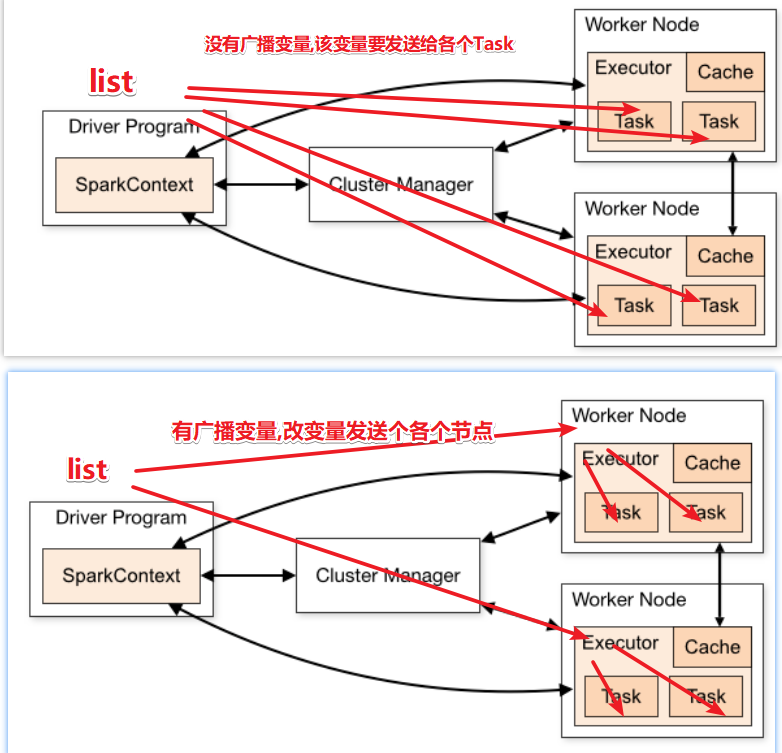 没有广播变量,该变量要发送给各个Task
list
Driver Program
SparkContext
Cluster Manager
Worker Node
Executor
Cache
Task
Task
Worker Node
Executor
Cache
Task
Task
有广播变量,改变量发送个各个节点
list
Driver Program
SparkContext
Cluster Manager
Worker Node
Executor
Cache
Task
Task
Worker Node
Executor
Cache
Task
Task